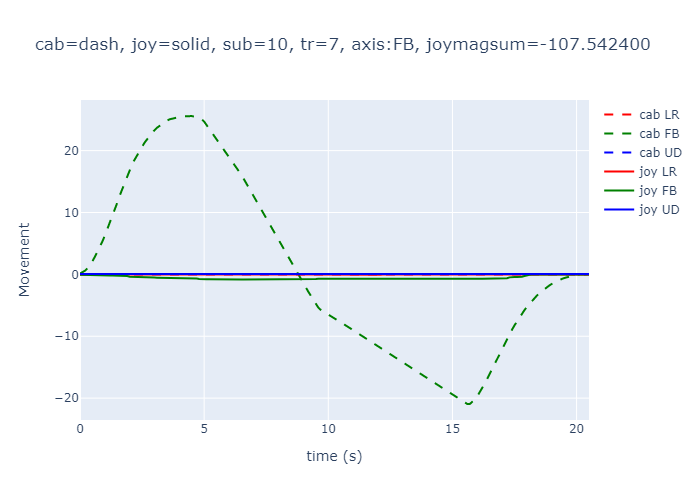 cab=dash, joy=solid, sub=10, tr=7, axis:FB, joymagsum=-107.542400
cab LR
cab FB
cab UD
joy LR
joy FB
joy UD
20
10
0
−10
−20
Movement
0 5 10 15 20
time (s)